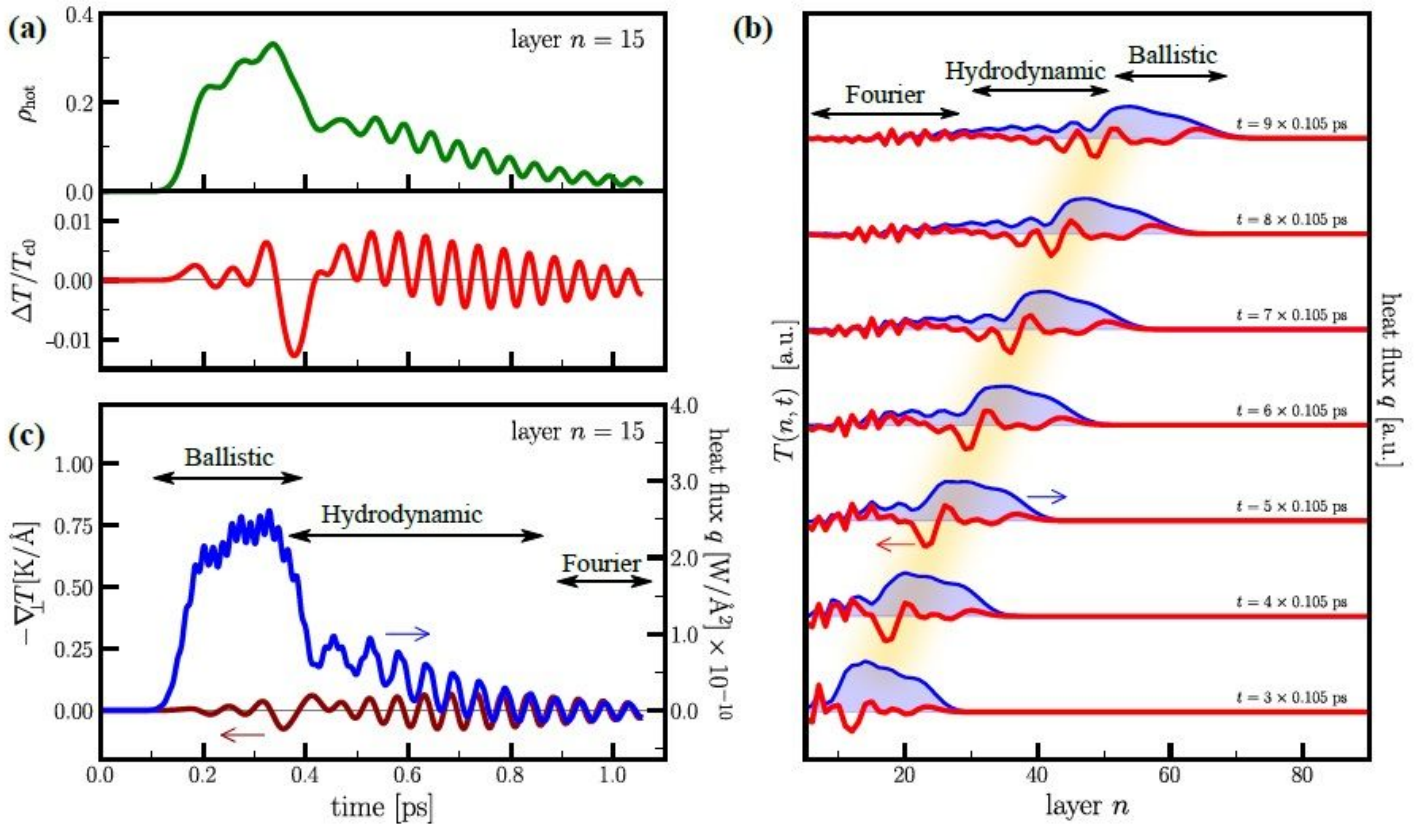 (a)
layer n = 15
0.4
0.2
0.0
ρhot
0.01
0.00
-0.01
ΔT/Tc0
(c)
layer n = 15
Ballistic
Hydrodynamic
Fourier
1.00
0.75
0.50
0.25
0.00
−∇⊥T[K/Å]
4.0
3.0
2.0
1.0
0.0
heat flux q [W/Å²] × 10⁻¹⁰
0.0 0.2 0.4 0.6 0.8 1.0
time [ps]
(b)
Ballistic
Hydrodynamic
Fourier
t = 9 × 0.105 ps
t = 8 × 0.105 ps
t = 7 × 0.105 ps
t = 6 × 0.105 ps
t = 5 × 0.105 ps
t = 4 × 0.105 ps
t = 3 × 0.105 ps
T(n, t) [a.u.]
heat flux q [a.u.]
20 40 60 80
layer n